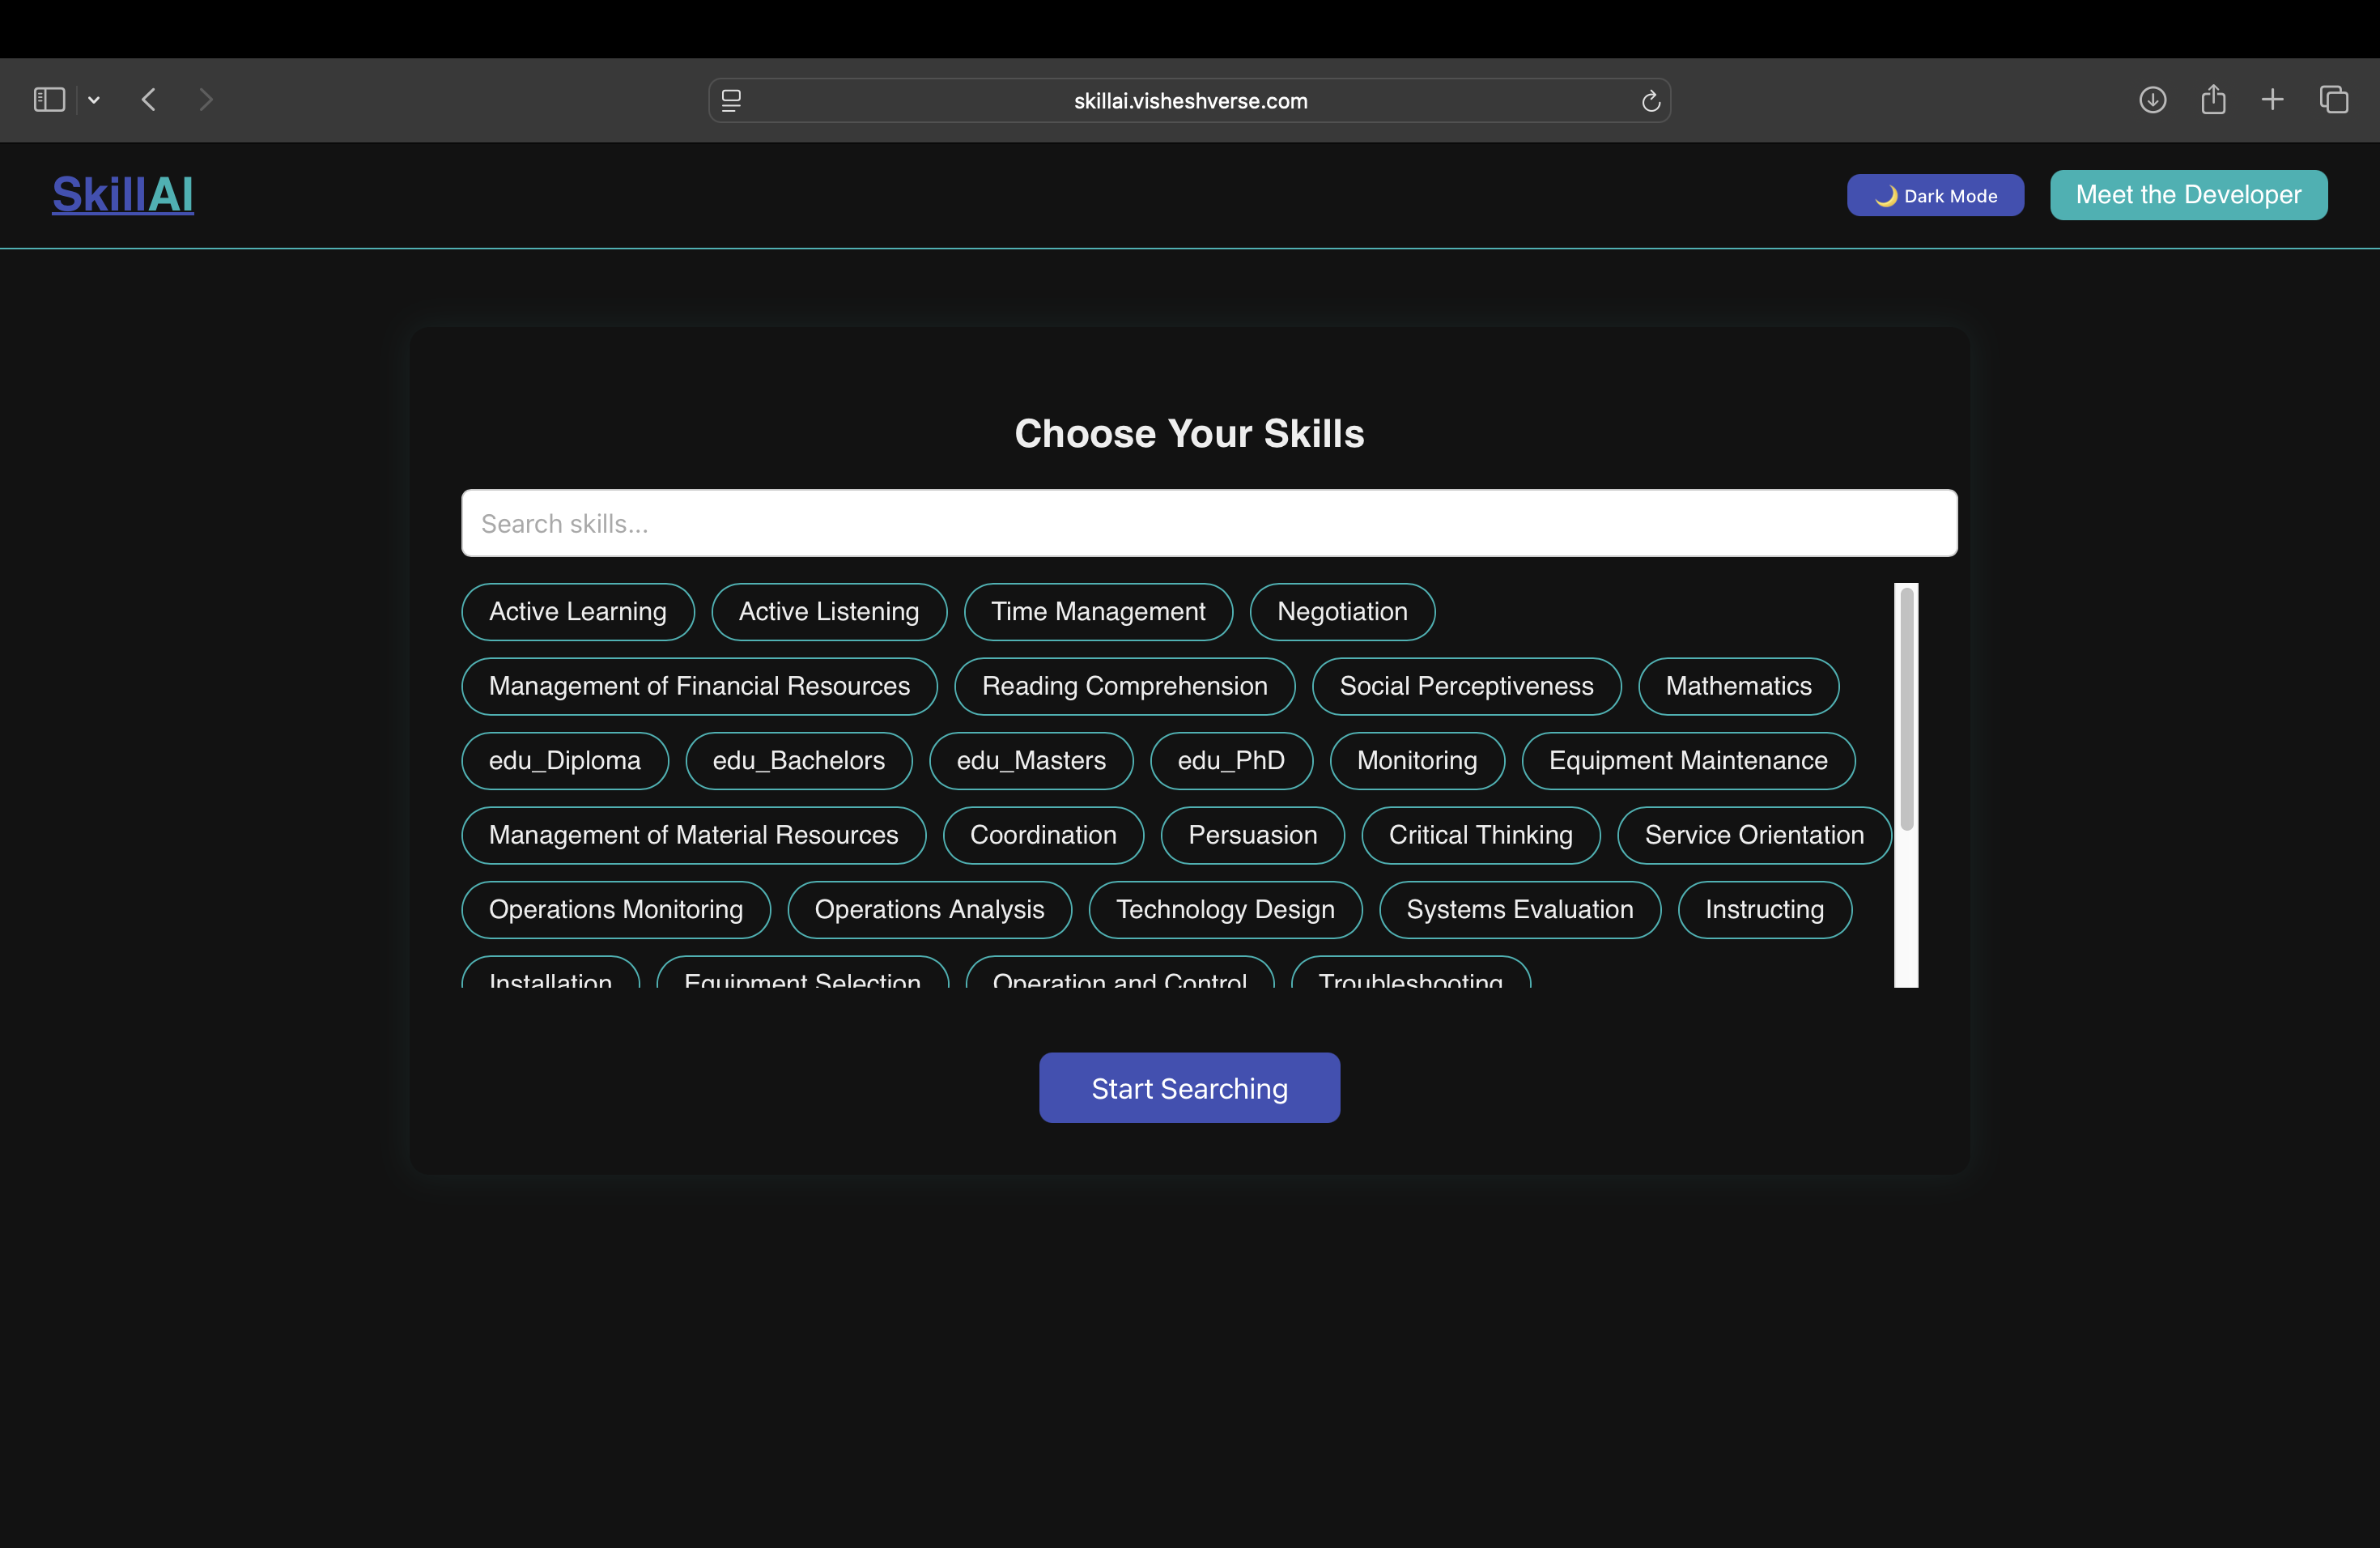 skillai.visheshverse.com
SkillAI
🌙 Dark Mode
Meet the Developer
Choose Your Skills
Search skills...
Active Learning Active Listening Time Management Negotiation
Management of Financial Resources Reading Comprehension Social Perceptiveness Mathematics
edu_Diploma edu_Bachelors edu_Masters edu_PhD Monitoring Equipment Maintenance
Management of Material Resources Coordination Persuasion Critical Thinking Service Orientation
Operations Monitoring Operations Analysis Technology Design Systems Evaluation Instructing
Installation Equipment Selection Operation and Control Troubleshooting
Start Searching